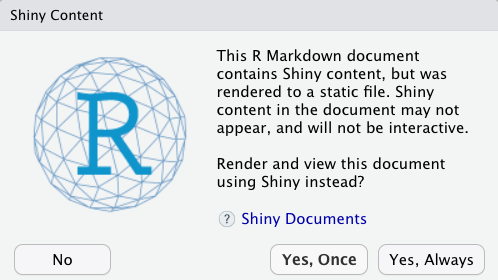 Shiny Content
R
This R Markdown document
contains Shiny content, but was
rendered to a static file. Shiny
content in the document may not
appear, and will not be interactive.
Render and view this document
using Shiny instead?
? Shiny Documents
No
Yes, Once
Yes, Always